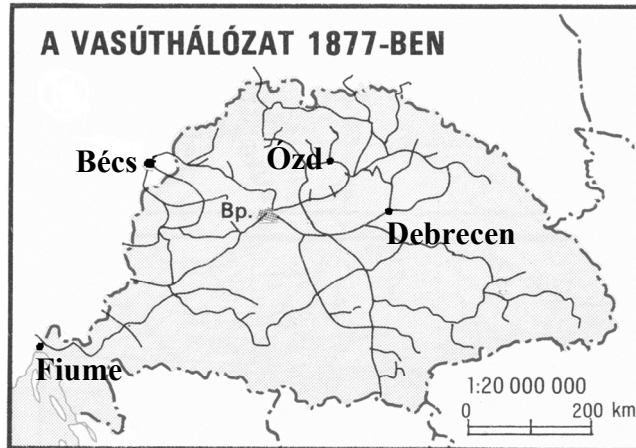 A VASÚTHÁLÓZAT 1877-BEN
Bécs
Ózd
Bp.
Debrecen
Fiume
1:20 000 000
0 200 km